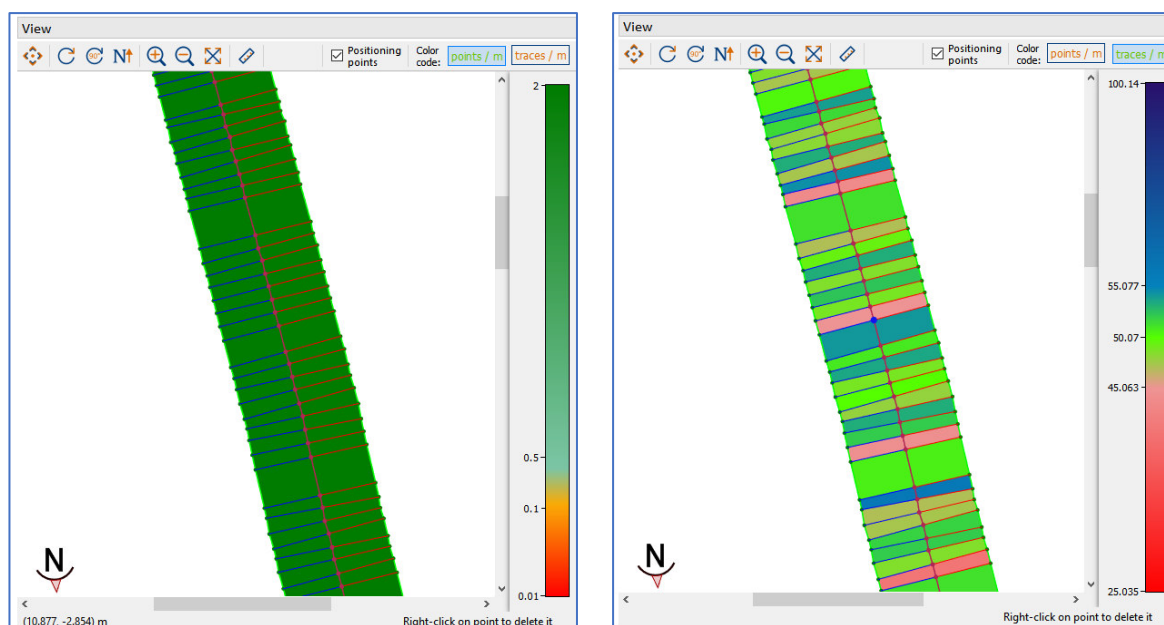 View
90°
N
Positioning
points
Color
code:
points / m
traces / m
2
0.5
0.1
0.01
N
(10.877, -2.854) m
Right-click on point to delete it
View
90°
N
Positioning
points
Color
code:
points / m
traces / m
100.14
55.077
50.07
45.063
25.035
N
Right-click on point to delete it